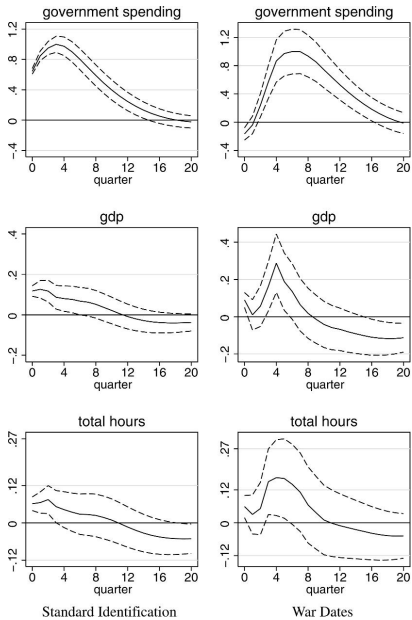 government spending
1.2
.8
.4
0
-.4
0 4 8 12 16 20
quarter
government spending
1.2
.8
.4
0
-.4
0 4 8 12 16 20
quarter
gdp
.4
.2
0
-.2
0 4 8 12 16 20
quarter
gdp
.4
.2
0
-.2
0 4 8 12 16 20
quarter
total hours
.27
.12
0
-.12
0 4 8 12 16 20
quarter
total hours
.27
.12
0
-.12
0 4 8 12 16 20
quarter
Standard Identification
War Dates